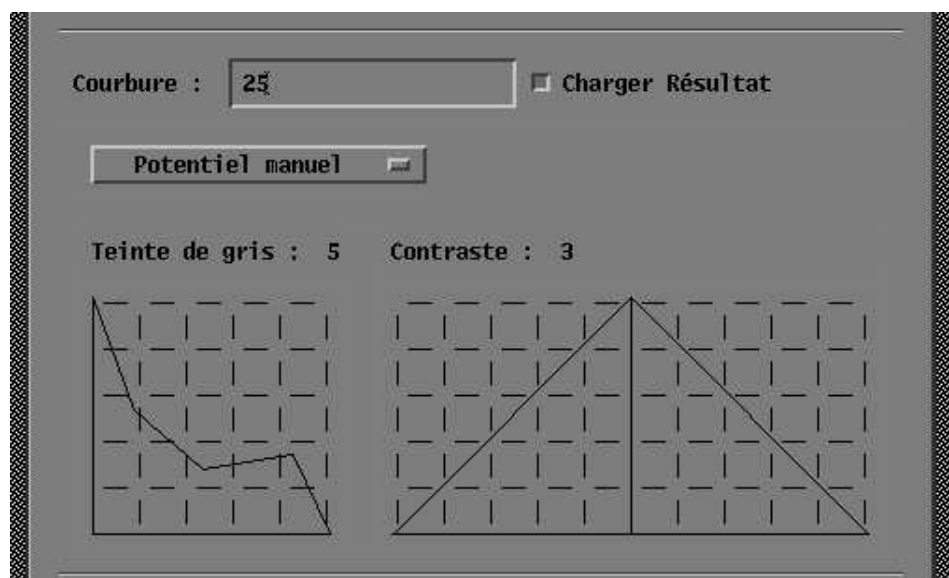 Courbure : 25 Charger Résultat
Potentiel manuel
Teinte de gris : 5 Contraste : 3